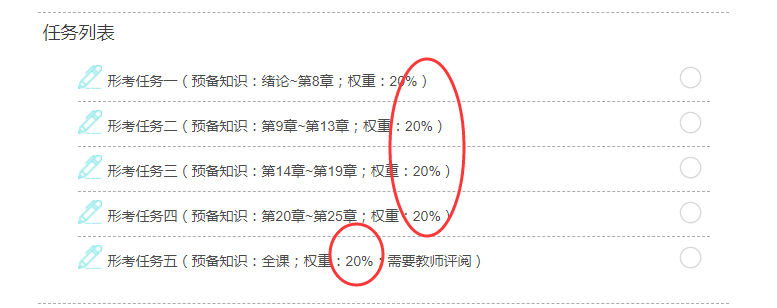 任务列表
形考任务一（预备知识：绪论~第8章；权重：20%）
形考任务二（预备知识：第9章~第13章；权重：20%）
形考任务三（预备知识：第14章~第19章；权重：20%）
形考任务四（预备知识：第20章~第25章；权重：20%）
形考任务五（预备知识：全课；权重：20%；需要教师评阅）